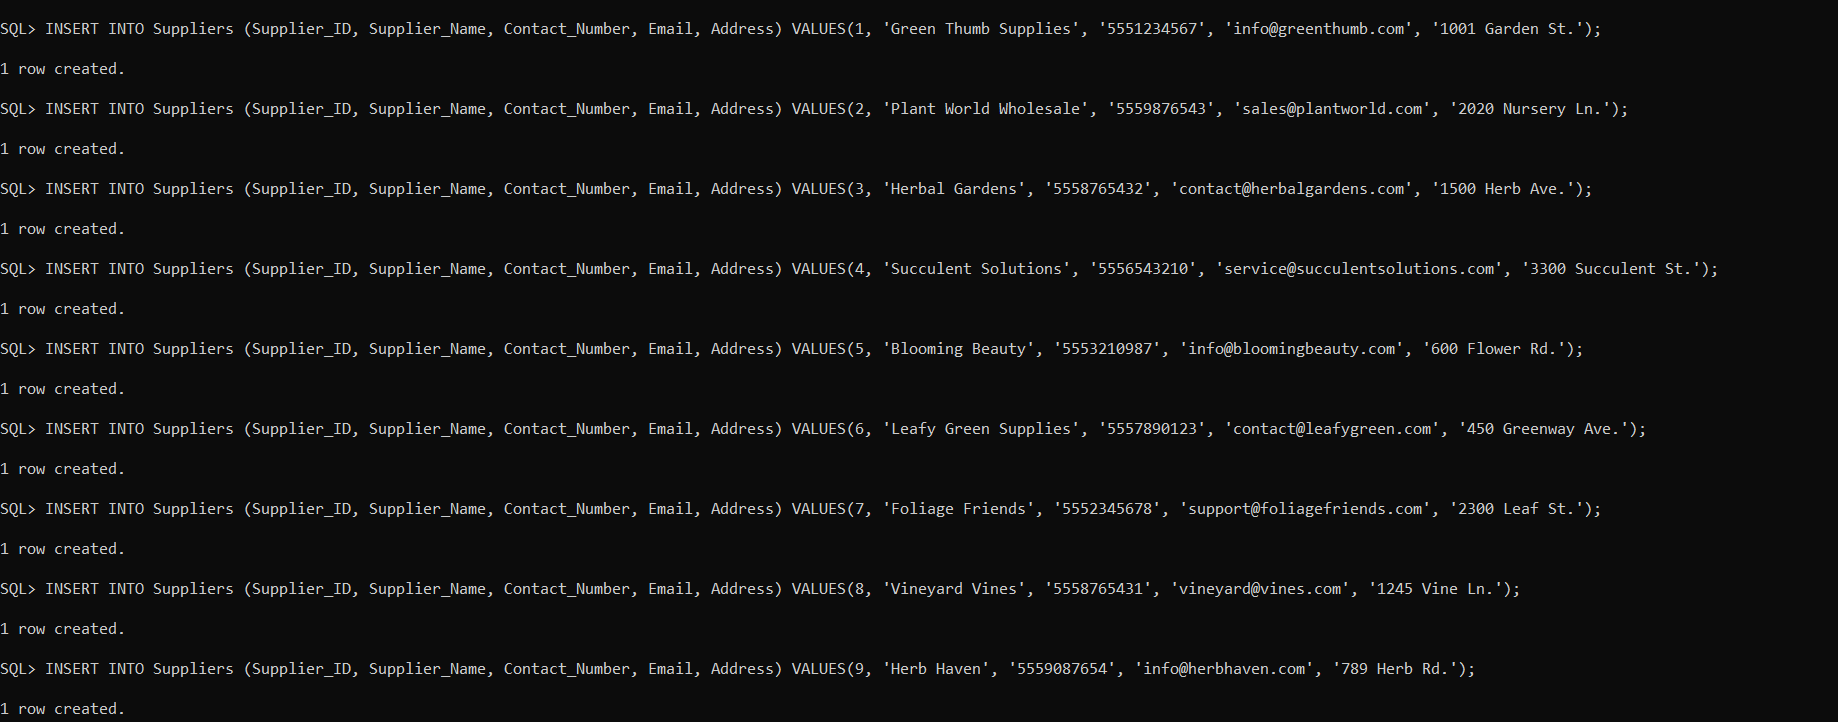 SQL> INSERT INTO Suppliers (Supplier_ID, Supplier_Name, Contact_Number, Email, Address) VALUES(1, 'Green Thumb Supplies', '5551234567', 'info@greenthumb.com', '1001 Garden St.');
1 row created.
SQL> INSERT INTO Suppliers (Supplier_ID, Supplier_Name, Contact_Number, Email, Address) VALUES(2, 'Plant World Wholesale', '5559876543', 'sales@plantworld.com', '2020 Nursery Ln.');
1 row created.
SQL> INSERT INTO Suppliers (Supplier_ID, Supplier_Name, Contact_Number, Email, Address) VALUES(3, 'Herbal Gardens', '5558765432', 'contact@herbalgardens.com', '1500 Herb Ave.');
1 row created.
SQL> INSERT INTO Suppliers (Supplier_ID, Supplier_Name, Contact_Number, Email, Address) VALUES(4, 'Succulent Solutions', '5556543210', 'service@succulentsolutions.com', '3300 Succulent St.');
1 row created.
SQL> INSERT INTO Suppliers (Supplier_ID, Supplier_Name, Contact_Number, Email, Address) VALUES(5, 'Blooming Beauty', '5553210987', 'info@bloomingbeauty.com', '600 Flower Rd.');
1 row created.
SQL> INSERT INTO Suppliers (Supplier_ID, Supplier_Name, Contact_Number, Email, Address) VALUES(6, 'Leafy Green Supplies', '5557890123', 'contact@leafygreen.com', '450 Greenway Ave.');
1 row created.
SQL> INSERT INTO Suppliers (Supplier_ID, Supplier_Name, Contact_Number, Email, Address) VALUES(7, 'Foliage Friends', '5552345678', 'support@foliagefriends.com', '2300 Leaf St.');
1 row created.
SQL> INSERT INTO Suppliers (Supplier_ID, Supplier_Name, Contact_Number, Email, Address) VALUES(8, 'Vineyard Vines', '5558765431', 'vineyard@vines.com', '1245 Vine Ln.');
1 row created.
SQL> INSERT INTO Suppliers (Supplier_ID, Supplier_Name, Contact_Number, Email, Address) VALUES(9, 'Herb Haven', '5559087654', 'info@herbhaven.com', '789 Herb Rd.');
1 row created.